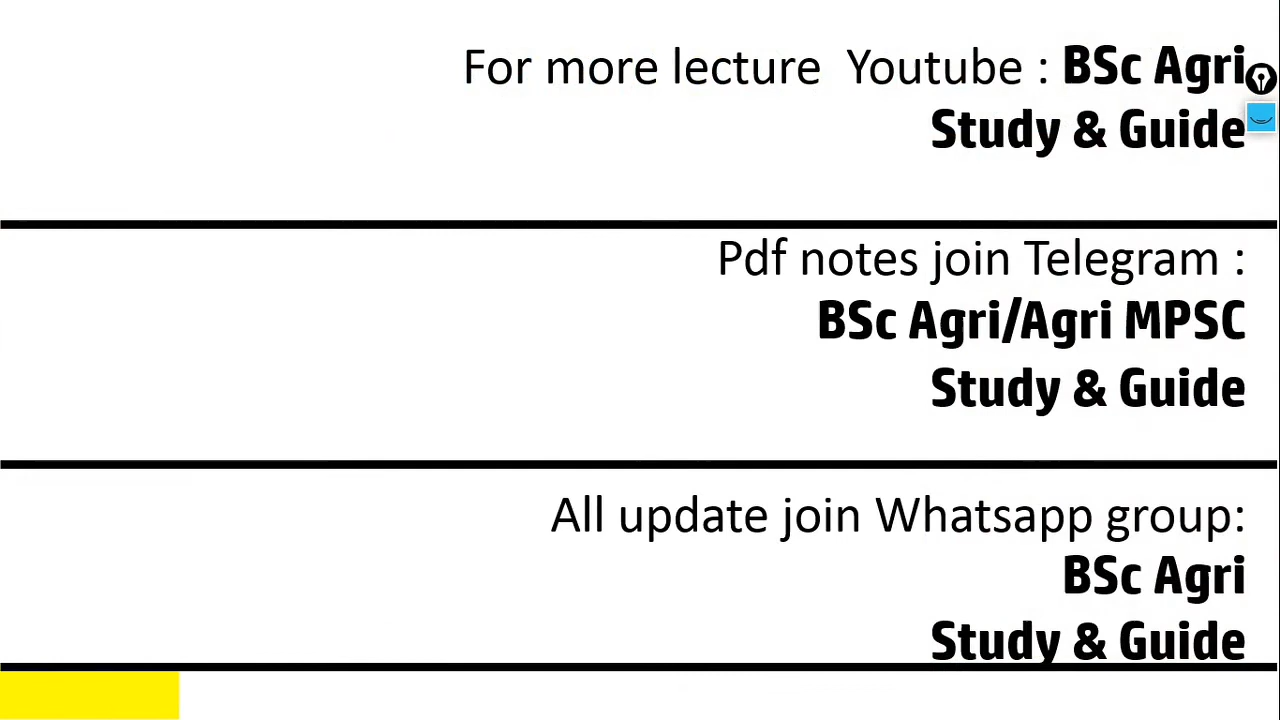 For more lecture Youtube : BSc Agri
Study & Guide
Pdf notes join Telegram :
BSc Agri/Agri MPSC
Study & Guide
All update join Whatsapp group:
BSc Agri
Study & Guide